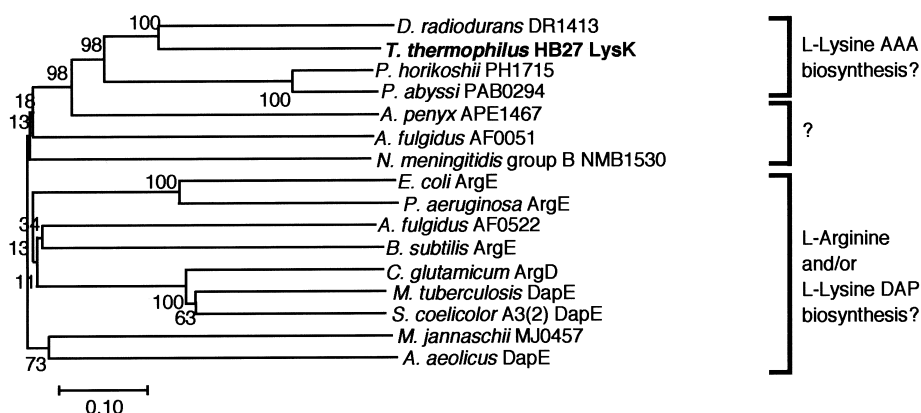 100
D. radiodurans DR1413
98
T. thermophilus HB27 LysK
L-Lysine AAA
biosynthesis?
98
P. horikoshii PH1715
100
P. abyssi PAB0294
18
13
A. penyx APE1467
A. fulgidus AF0051
?
N. meningitidis group B NMB1530
100
E. coli ArgE
P. aeruginosa ArgE
34
A. fulgidus AF0522
13
B. subtilis ArgE
L-Arginine
and/or
L-Lysine DAP
biosynthesis?
11
C. glutamicum ArgD
100
M. tuberculosis DapE
63
S. coelicolor A3(2) DapE
M. jannaschii MJ0457
73
A. aeolicus DapE
0.10